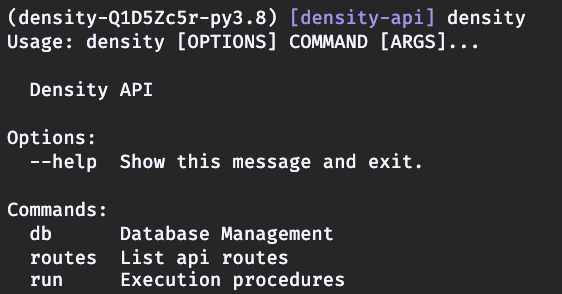 (density-Q1D5Zc5r-py3.8) [density-api] density
Usage: density [OPTIONS] COMMAND [ARGS]...
Density API
Options:
--help  Show this message and exit.
Commands:
db      Database Management
routes  List api routes
run     Execution procedures